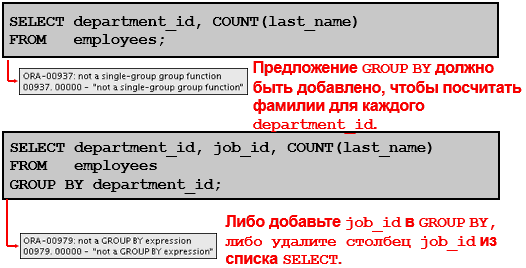 SELECT department_id, COUNT(last_name)
FROM employees;
ORA-00937: not a single-group group function
00937. 00000 - "not a single-group group function"
Предложение GROUP BY должно
быть добавлено, чтобы посчитать
фамилии для каждого
department_id.
SELECT department_id, job_id, COUNT(last_name)
FROM employees
GROUP BY department_id;
ORA-00979: not a GROUP BY expression
00979. 00000 - "not a GROUP BY expression"
Либо добавьте job_id в GROUP BY,
либо удалите столбец job_id из
списка SELECT.